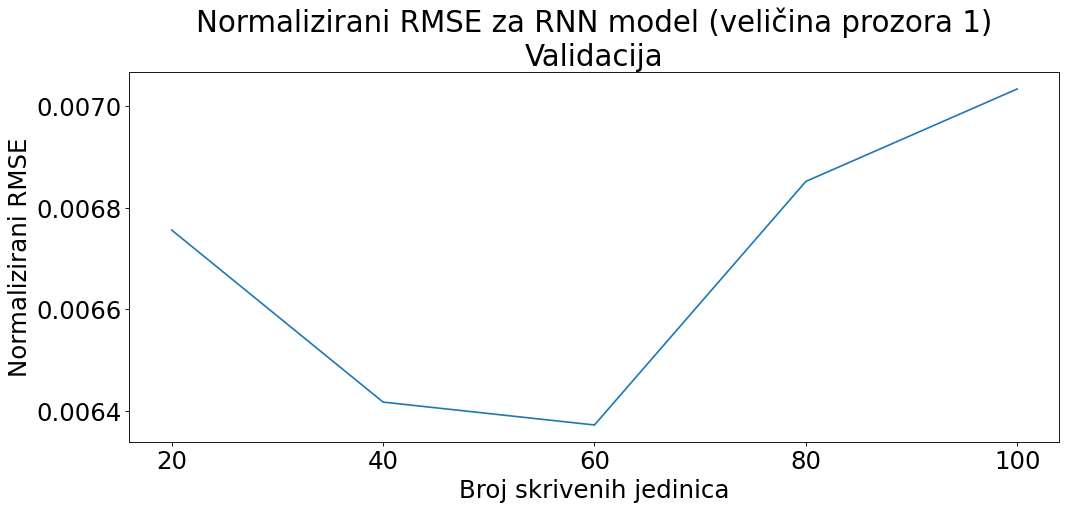 Normalizirani RMSE za RNN model (veličina prozora 1)
Validacija
Normalizirani RMSE
0.0070
0.0068
0.0066
0.0064
20 40 60 80 100
Broj skrivenih jedinica